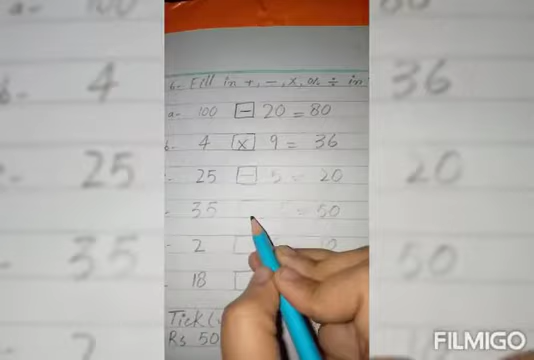 6- Fill in +, -, x, or ÷ in
a- 100 - 20 = 80
4 x 9 = 36
25 - 5 = 20
35 = 50
2
18
Tick
Rs 50
FILMIGO